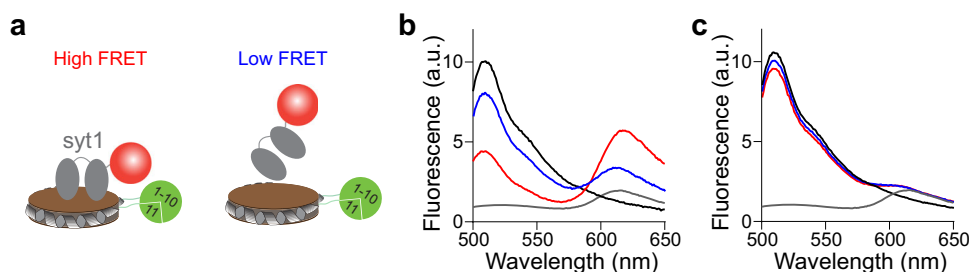 a
High FRET
Low FRET
syt1
1-10
11
1-10
11
b
Fluorescence (a.u.)
10
5
0
500
550
600
650
Wavelength (nm)
c
Fluorescence (a.u.)
10
5
0
500
550
600
650
Wavelength (nm)